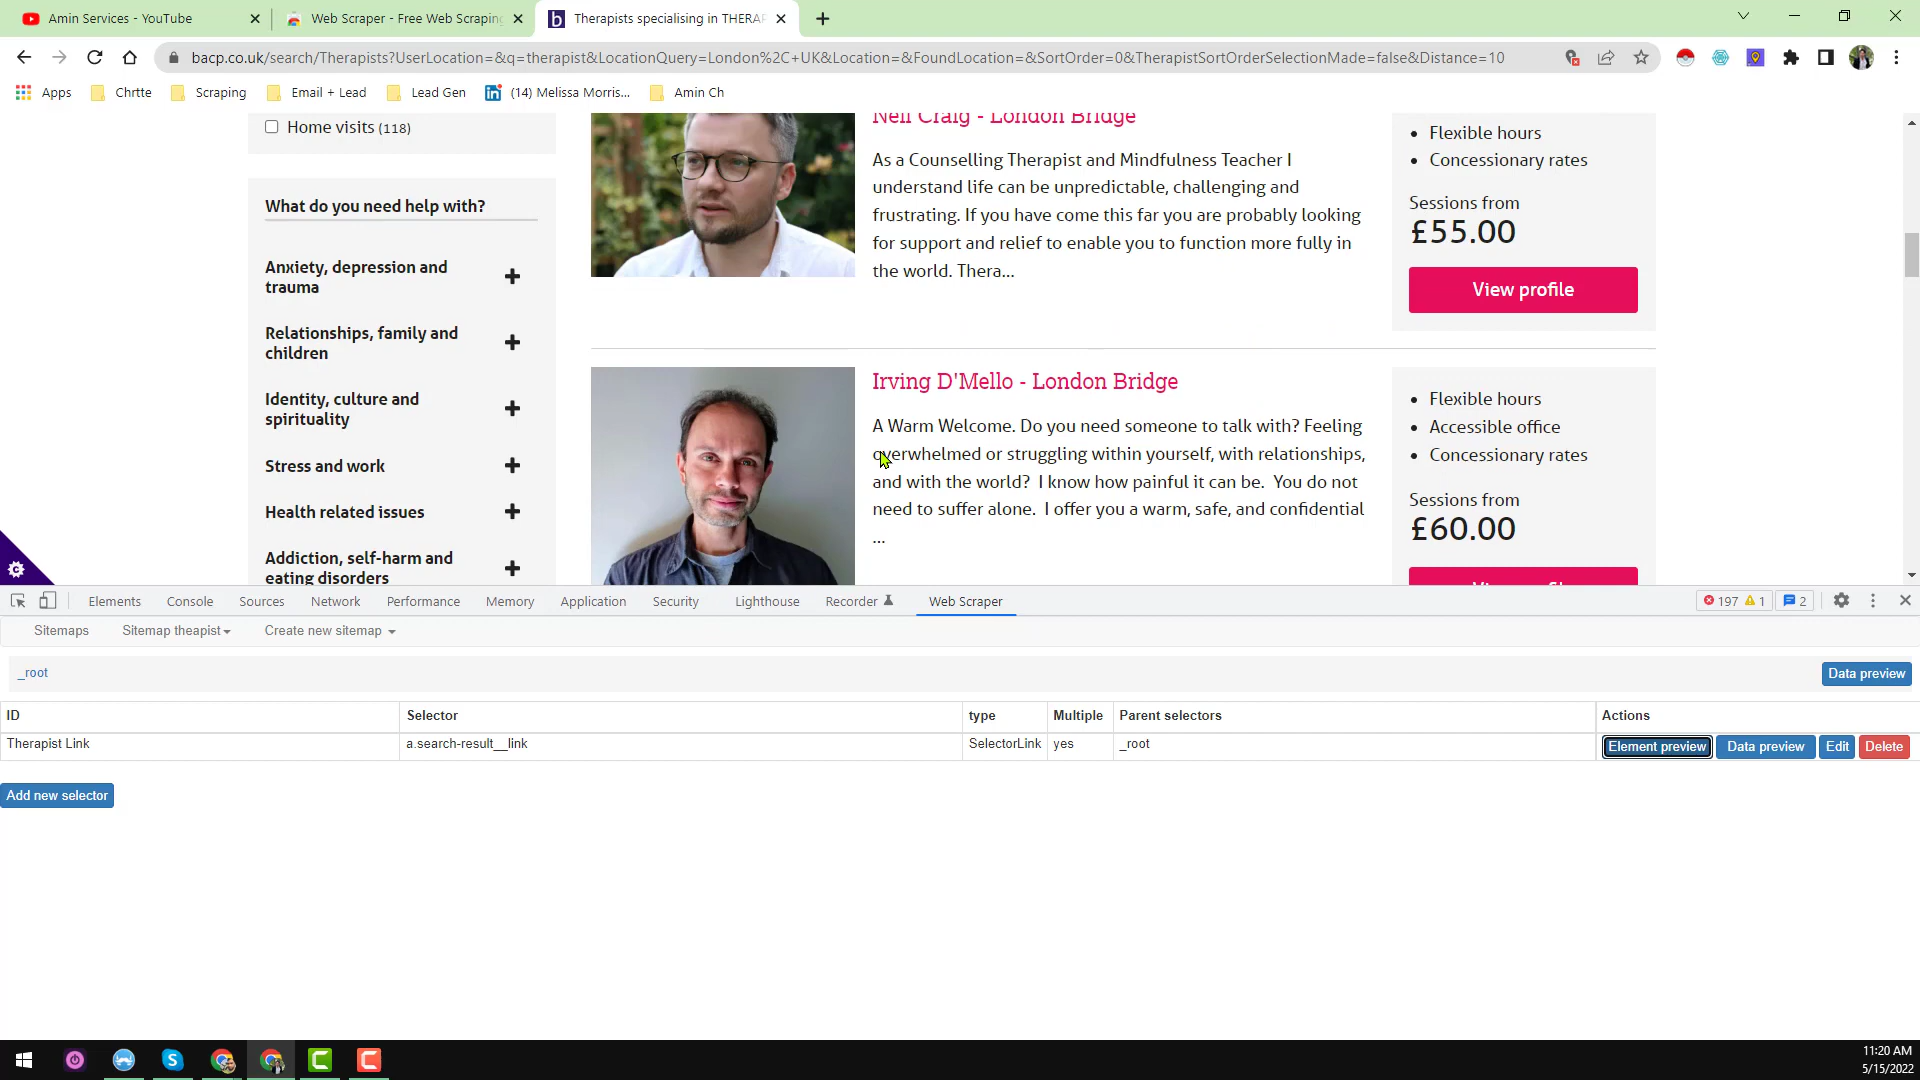 Amin Services - YouTube
Web Scraper - Free Web Scraping
Therapists specialising in THERAP
bacp.co.uk/search/Therapists?UserLocation=&q=therapist&LocationQuery=London%2C+UK&Location=&FoundLocation=&SortOrder=0&TherapistSortOrderSelectionMade=false&Distance=10
Apps
Chrtte
Scraping
Email + Lead
Lead Gen
(14) Melissa Morris...
Amin Ch
Home visits (118)
What do you need help with?
Anxiety, depression and
trauma
Relationships, family and
children
Identity, culture and
spirituality
Stress and work
Health related issues
Addiction, self-harm and
eating disorders
Neil Craig - London Bridge
As a Counselling Therapist and Mindfulness Teacher I
understand life can be unpredictable, challenging and
frustrating. If you have come this far you are probably looking
for support and relief to enable you to function more fully in
the world. Thera...
Flexible hours
Concessionary rates
Sessions from
£55.00
View profile
Irving D'Mello - London Bridge
A Warm Welcome. Do you need someone to talk with? Feeling
overwhelmed or struggling within yourself, with relationships,
and with the world? I know how painful it can be. You do not
need to suffer alone. I offer you a warm, safe, and confidential
...
Flexible hours
Accessible office
Concessionary rates
Sessions from
£60.00
View profile
Elements
Console
Sources
Network
Performance
Memory
Application
Security
Lighthouse
Recorder
Web Scraper
197
1
2
Sitemaps
Sitemap theapist
Create new sitemap
_root
Data preview
ID
Selector
type
Multiple
Parent selectors
Actions
Therapist Link
a.search-result__link
SelectorLink
yes
_root
Element preview
Data preview
Edit
Delete
Add new selector
11:20 AM
5/15/2022